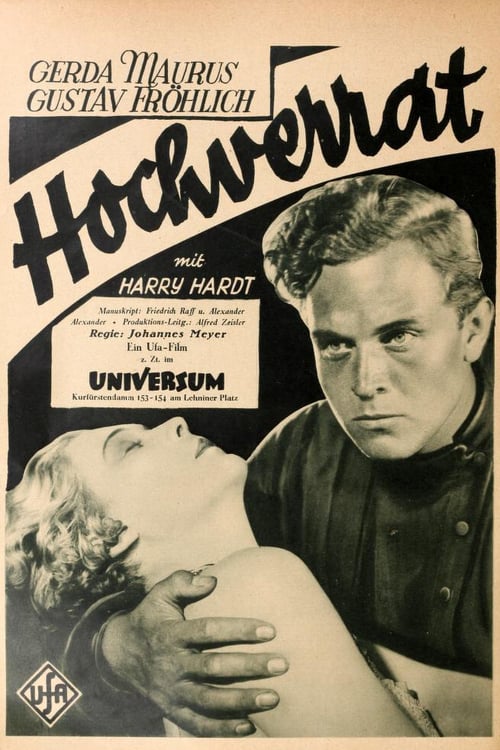 GERDA MAURUS
GUSTAV FRÖHLICH
Hochverrat
mit
HARRY HARDT
Manuskript: Friedrich Raff u. Alexander
Alexander • Produktions-Leitg.: Alfred Zeisler
Regie: Johannes Meyer
Ein Ufa-Film
z. Zt. im
UNIVERSUM
Kurfürstendamm 153-154 am Lehniner Platz
UFA